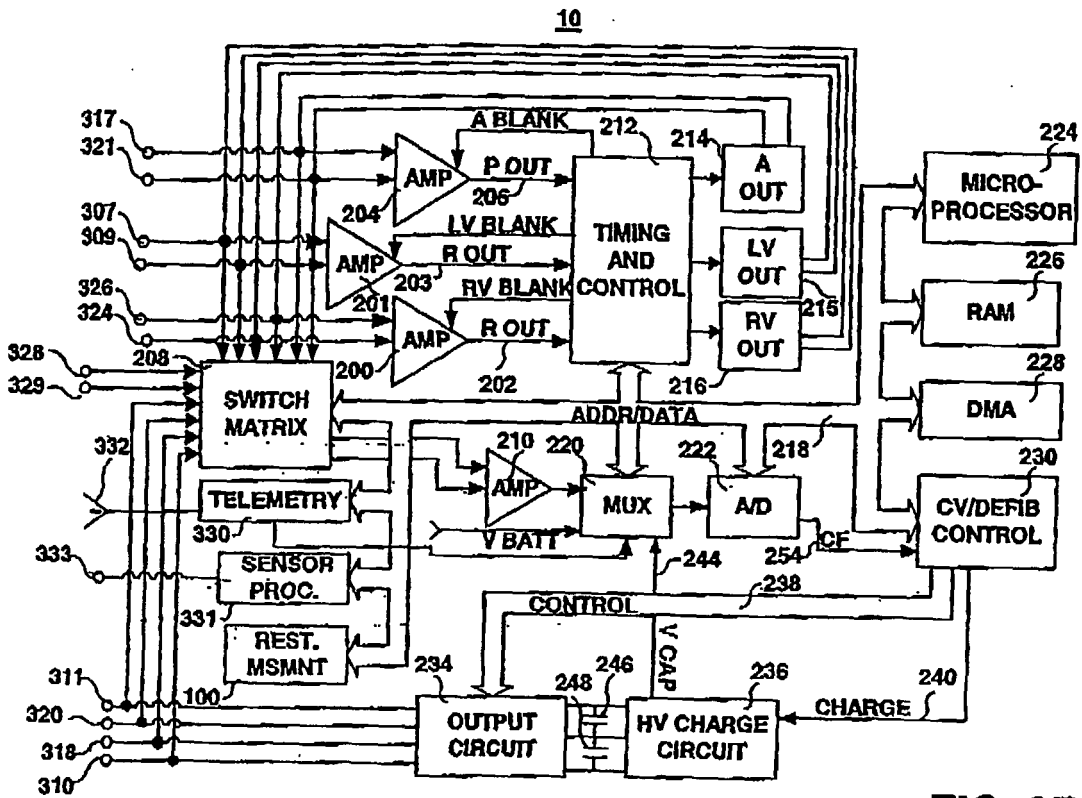 10
317
321
307
309
326
324
328
329
332
333
311
320
318
310
A BLANK
212
214
224
AMP
P OUT
206
204
A
OUT
MICRO-
PROCESSOR
LV BLANK
AMP
R OUT
203
201
TIMING
AND
CONTROL
LV
OUT
215
226
RAM
RV BLANK
AMP
R OUT
200
202
RV
OUT
216
228
DMA
208
SWITCH
MATRIX
ADDR/DATA
218
210
AMP
220
MUX
222
A/D
230
CV/DEFIB
CONTROL
TELEMETRY
330
V BATT
254
CF
244
238
SENSOR
PROC.
331
CONTROL
REST.
MSMNT
100
234
OUTPUT
CIRCUIT
246
248
V CAP
236
HV CHARGE
CIRCUIT
CHARGE
240